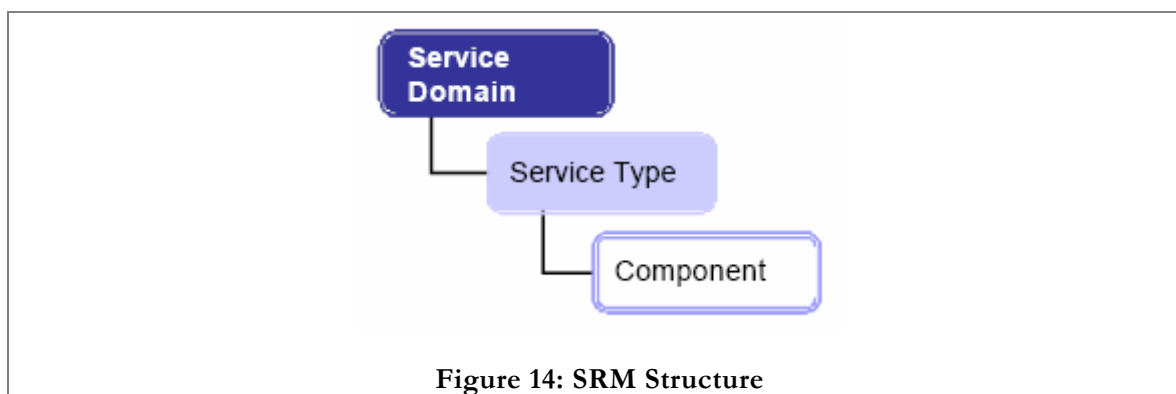 Service
Domain
Service Type
Component
Figure 14: SRM Structure